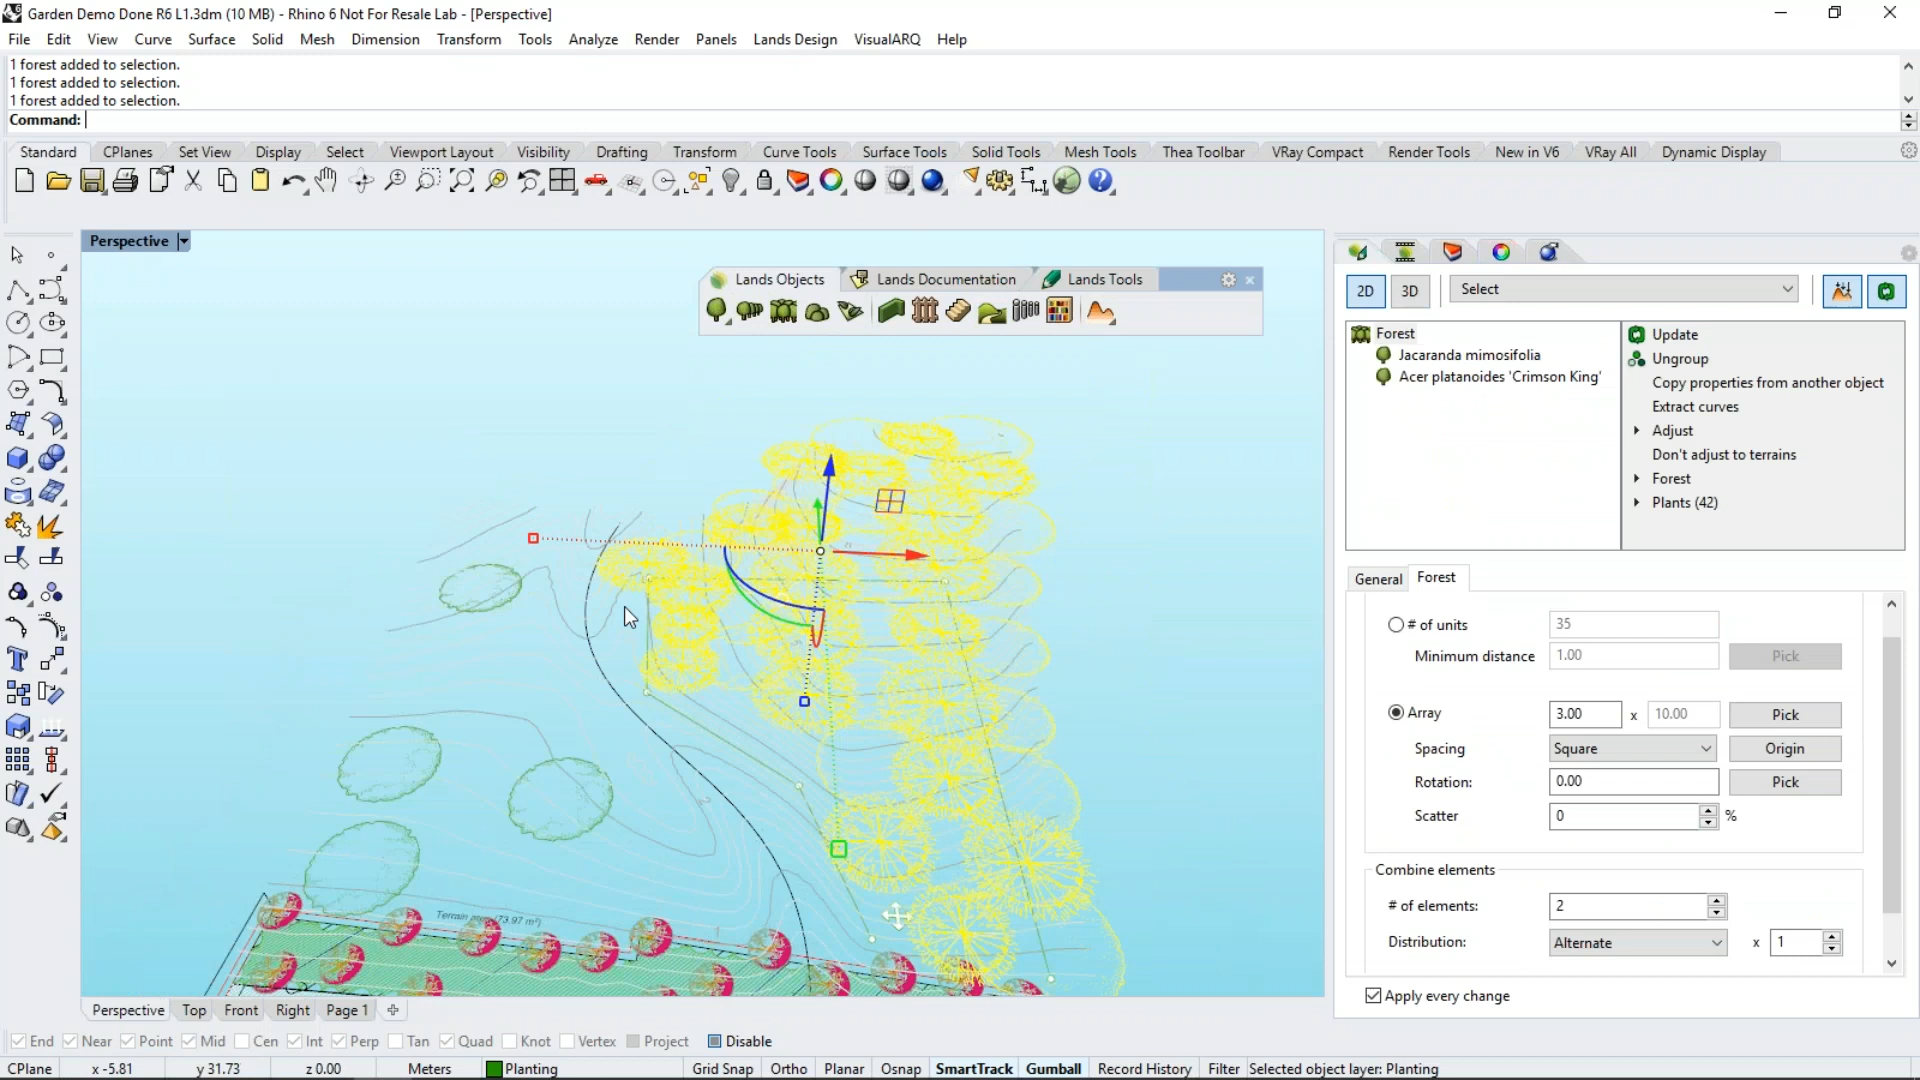 Garden Demo Done R6 L1.3dm (10 MB) - Rhino 6 Not For Resale Lab - [Perspective]
File Edit View Curve Surface Solid Mesh Dimension Transform Tools Analyze Render Panels Lands Design VisualARQ Help
1 forest added to selection.
1 forest added to selection.
1 forest added to selection.
Command:
Standard CPlanes Set View Display Select Viewport Layout Visibility Drafting Transform Curve Tools Surface Tools Solid Tools Mesh Tools Thea Toolbar VRay Compact Render Tools New in V6 VRay All Dynamic Display
Perspective
Lands Objects Lands Documentation Lands Tools
2D 3D Select
Forest
Jacaranda mimosifolia
Acer platanoides 'Crimson King'
Update
Ungroup
Copy properties from another object
Extract curves
Adjust
Don't adjust to terrains
Forest
Plants (42)
General Forest
# of units 35
Minimum distance 1.00 Pick
Array 3.00 x 10.00 Pick
Spacing Square Origin
Rotation: 0.00 Pick
Scatter 0 %
Combine elements
# of elements: 2
Distribution: Alternate x 1
Apply every change
(73.97 m²)
Perspective Top Front Right Page 1
End Near Point Mid Cen Int Perp Tan Quad Knot Vertex Project Disable
CPlane x -5.81 y 31.73 z 0.00 Meters Planting Grid Snap Ortho Planar Osnap SmartTrack Gumball Record History Filter Selected object layer: Planting